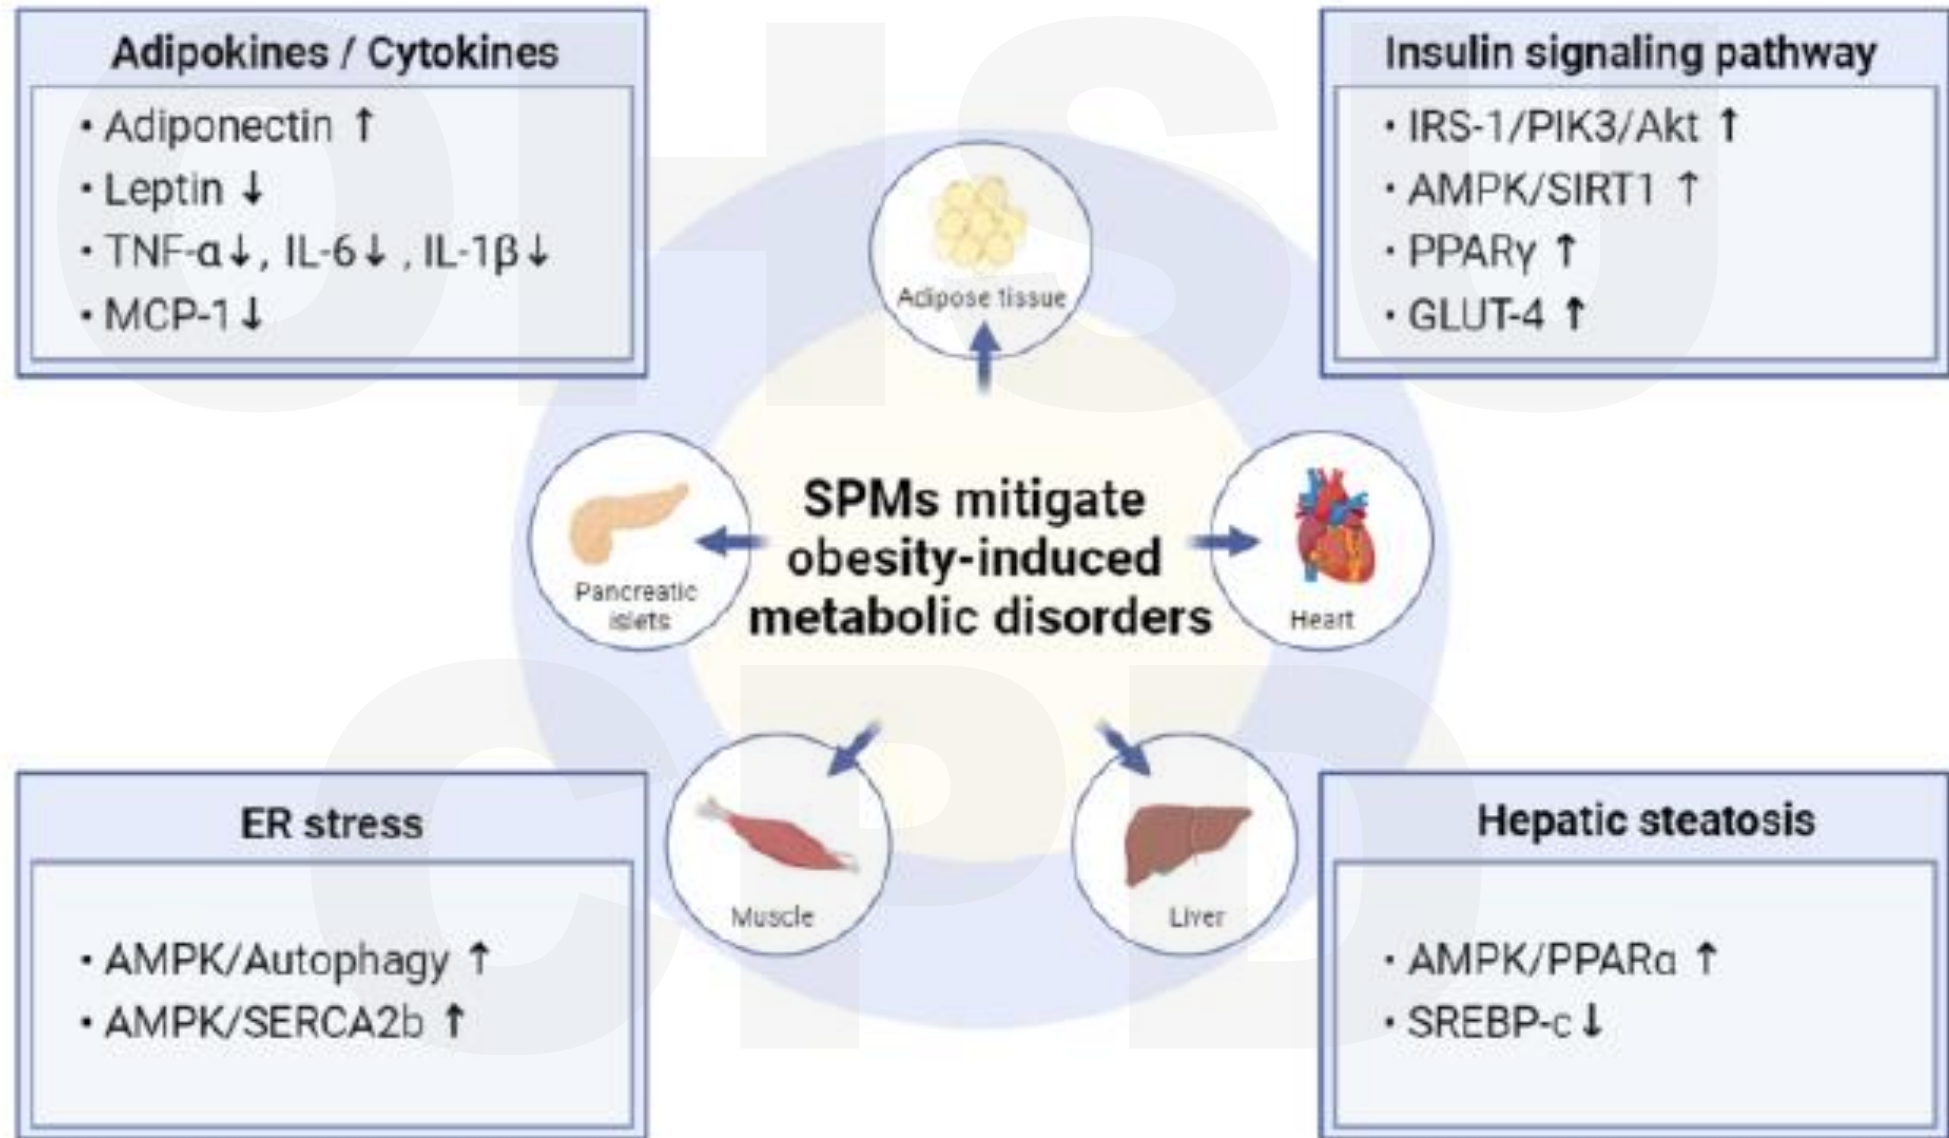 Adipokines / Cytokines
• Adiponectin ↑
• Leptin ↓
• TNF-α↓, IL-6↓ , IL-1β↓
• MCP-1↓
Insulin signaling pathway
• IRS-1/PIK3/Akt ↑
• AMPK/SIRT1 ↑
• PPARγ ↑
• GLUT-4 ↑
Adipose tissue
Pancreatic
islets
SPMs mitigate
obesity-induced
metabolic disorders
Heart
Muscle
Liver
ER stress
• AMPK/Autophagy ↑
• AMPK/SERCA2b ↑
Hepatic steatosis
• AMPK/PPARα ↑
• SREBP-c↓
OHSU
CPD